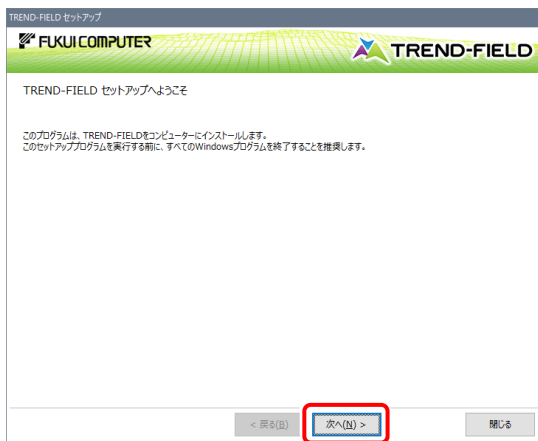 TREND-FIELD セットアップ
FUKUI COMPUTER
TREND-FIELD
TREND-FIELD セットアップへようこそ
このプログラムは、TREND-FIELDをコンピューターにインストールします。
このセットアッププログラムを実行する前に、すべてのWindowsプログラムを終了することを推奨します。
< 戻る(B)
次へ(N) >
閉じる